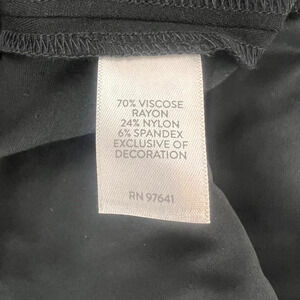 70% VISCOSE
RAYON
24% NYLON
6% SPANDEX
EXCLUSIVE OF
DECORATION
RN 97641